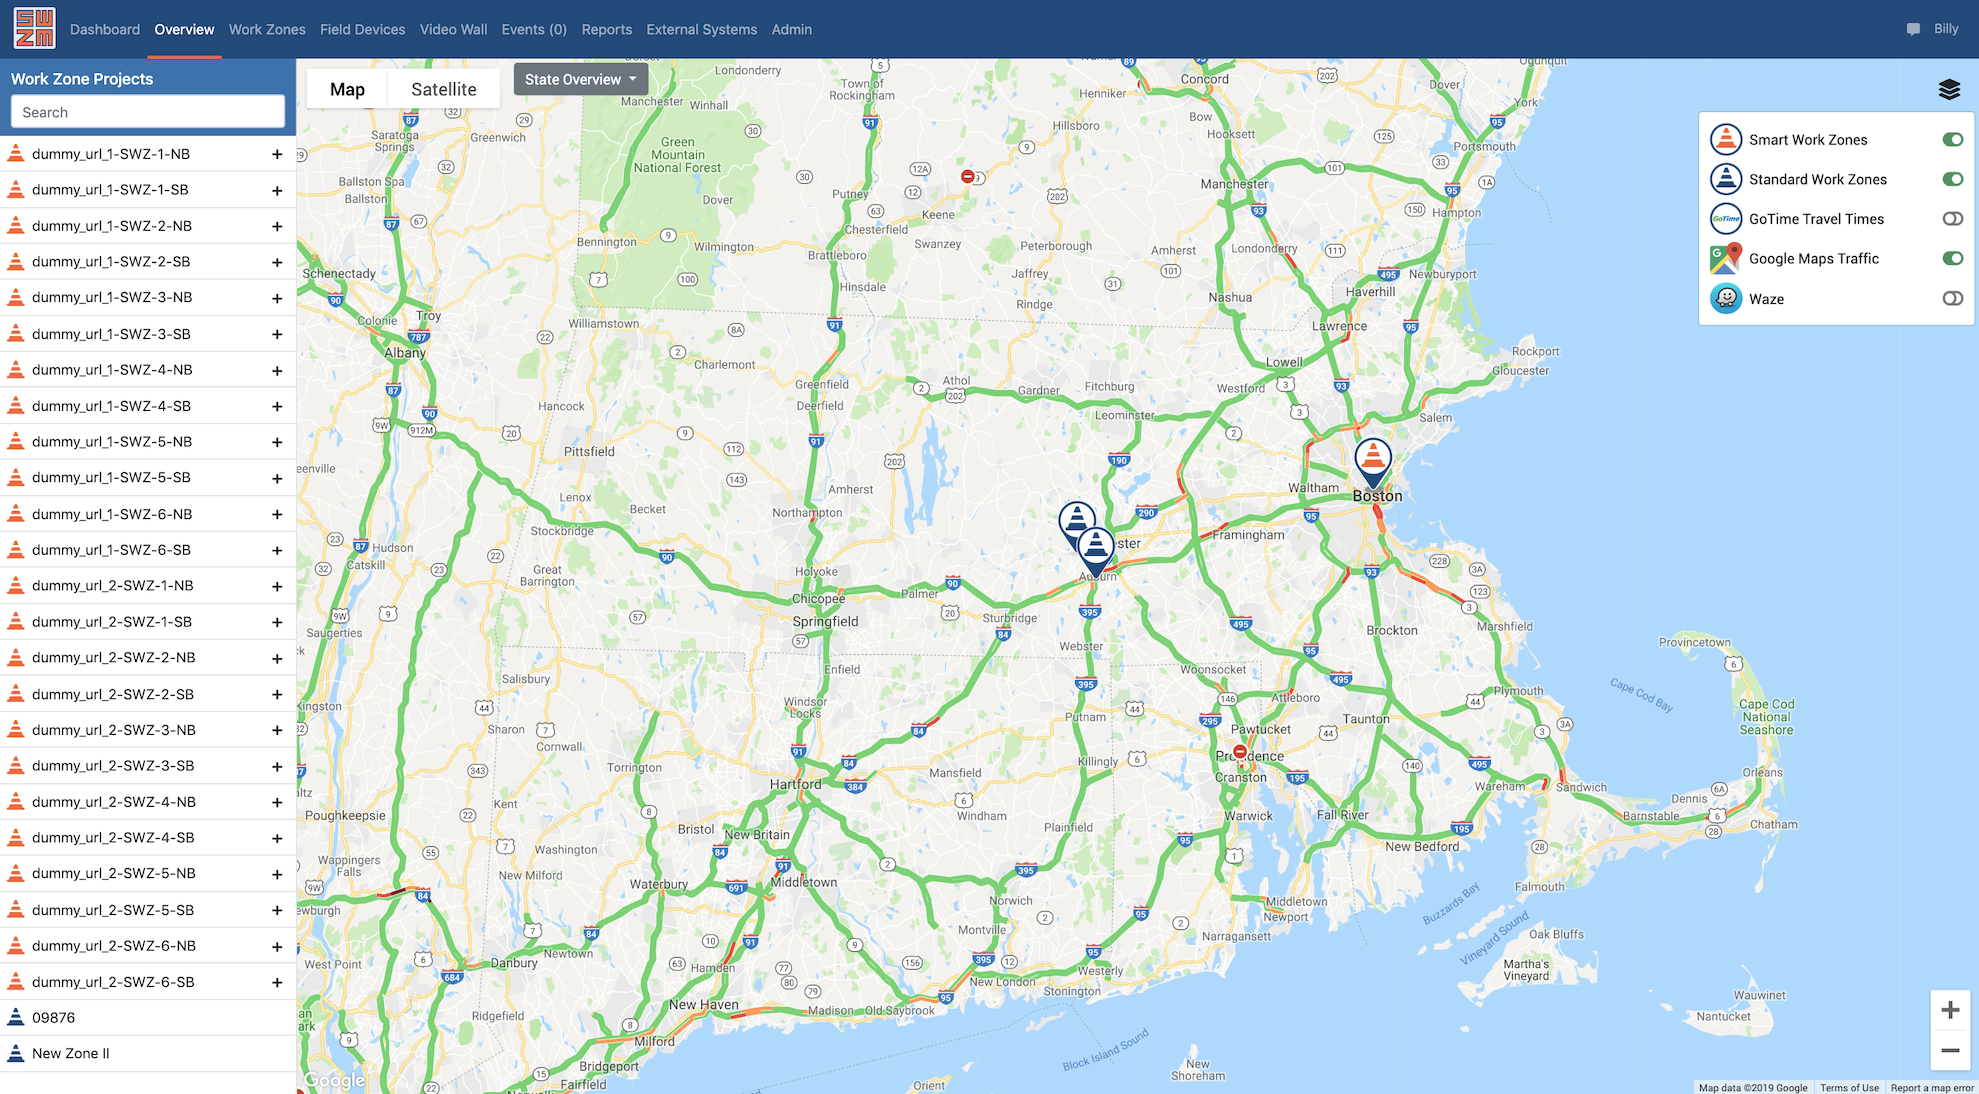 SWZM
Dashboard
Overview
Work Zones
Field Devices
Video Wall
Events (0)
Reports
External Systems
Admin
Billy
Work Zone Projects
Search
dummy_url_1-SWZ-1-NB
dummy_url_1-SWZ-1-SB
dummy_url_1-SWZ-2-NB
dummy_url_1-SWZ-2-SB
dummy_url_1-SWZ-3-NB
dummy_url_1-SWZ-3-SB
dummy_url_1-SWZ-4-NB
dummy_url_1-SWZ-4-SB
dummy_url_1-SWZ-5-NB
dummy_url_1-SWZ-5-SB
dummy_url_1-SWZ-6-NB
dummy_url_1-SWZ-6-SB
dummy_url_2-SWZ-1-NB
dummy_url_2-SWZ-1-SB
dummy_url_2-SWZ-2-NB
dummy_url_2-SWZ-2-SB
dummy_url_2-SWZ-3-NB
dummy_url_2-SWZ-3-SB
dummy_url_2-SWZ-4-NB
dummy_url_2-SWZ-4-SB
dummy_url_2-SWZ-5-NB
dummy_url_2-SWZ-5-SB
dummy_url_2-SWZ-6-NB
dummy_url_2-SWZ-6-SB
09876
New Zone II
Map
Satellite
State Overview
Smart Work Zones
Standard Work Zones
GoTime Travel Times
Google Maps Traffic
Waze
Londonderry
Town of
Rockingham
Henniker
Concord
Dover
York
Manchester
Winhall
Bow
Hooksett
Saratoga
Springs
Greenwich
Green
Mountain
National Forest
Hillsboro
Portsmouth
Ballston Spa
Ballston
Putney
Keene
Dover
Manchester
Hampton
Chesterfield
Swanzey
Bennington
Wilmington
Peterborough
Amherst
Londonderry
Brattleboro
Schenectady
Jaffrey
Newburyport
Hinsdale
Rindge
Nashua
Haverhill
Colonie
Troy
Williamstown
Lawrence
Albany
Charlemont
Lowell
Rockport
Gloucester
Greenfield
Athol
Gardner
Fitchburg
Westford
Deerfield
Hancock
Leominster
Salem
Pittsfield
Lenox
Becket
Amherst
Northampton
Waltham
Boston
Stockbridge
Framingham
Hudson
Catskill
Great
Barrington
Holyoke
Chicopee
Springfield
Palmer
Auburn
Sturbridge
Brockton
Marshfield
Saugerties
Webster
Provincetown
Enfield
Woonsocket
Salisbury
Kingston
Windsor
Locks
Attleboro
Plymouth
Cape Cod Bay
Cape Cod
National
Seashore
Sharon
Putnam
Taunton
Pawtucket
Cornwall
Torrington
Providence
Cranston
Killingly
Mansfield
Hartford
Orleans
Wareham
Sandwich
Dennis
Kent
Windham
Warwick
Fall River
Barnstable
Chatham
Poughkeepsie
Bristol
New Britain
Plainfield
New Bedford
Washington
Wappingers
Falls
New Milford
Waterbury
Middletown
Falmouth
Norwich
Middletown
Newport
Buzzards Bay
Montville
Narragansett
Vineyard Sound
Oak Bluffs
West Point
Danbury
Newtown
Hamden
New London
Westerly
Stonington
Martha's
Vineyard
Wauwinet
Nantucket
New Haven
Madison
Old Saybrook
Ridgefield
Milford
Block Island Sound
Bridgeport
Fairfield
New
Shoreham
Orient
Google
Map data ©2019 Google
Terms of Use
Report a map error